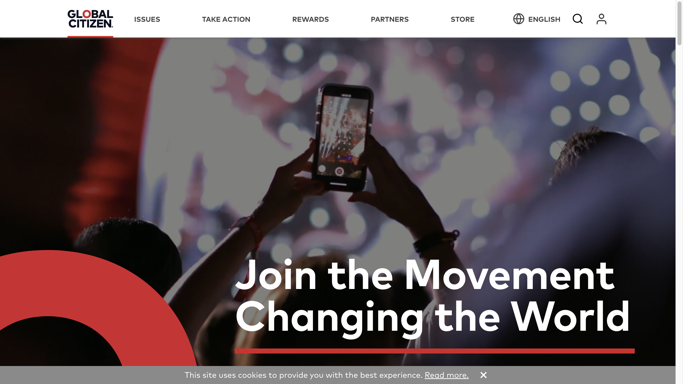 GLOBAL
CITIZEN.
ISSUES
TAKE ACTION
REWARDS
PARTNERS
STORE
ENGLISH
Join the Movement
Changing the World
This site uses cookies to provide you with the best experience. Read more.